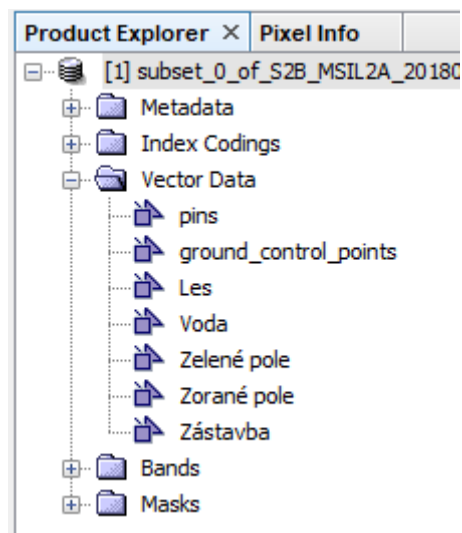 Product Explorer × Pixel Info
[1] subset_0_of_S2B_MSIL2A_20180
Metadata
Index Codings
Vector Data
pins
ground_control_points
Les
Voda
Zelené pole
Zorané pole
Zástavba
Bands
Masks